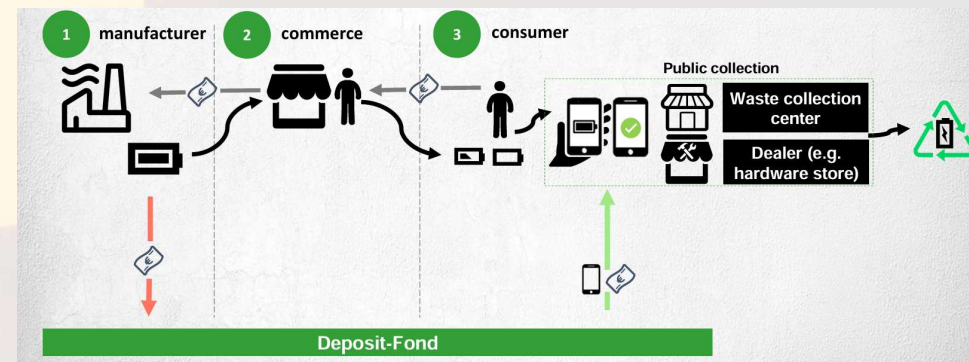 1 manufacturer
2 commerce
3 consumer
Public collection
Waste collection
center
Dealer (e.g.
hardware store)
€
€
€
€
Deposit-Fond